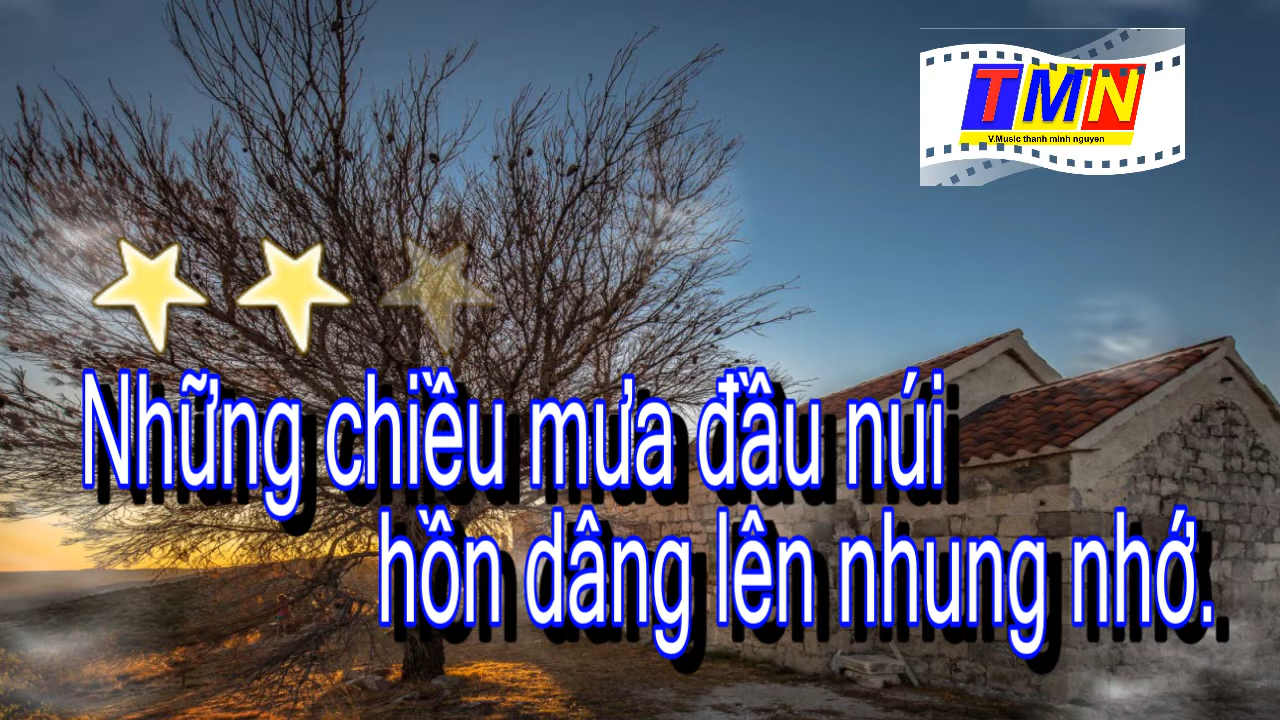 TMN
V.Music thanh minh nguyen
Những chiều mưa đầu núi
hồn dâng lên nhung nhớ.